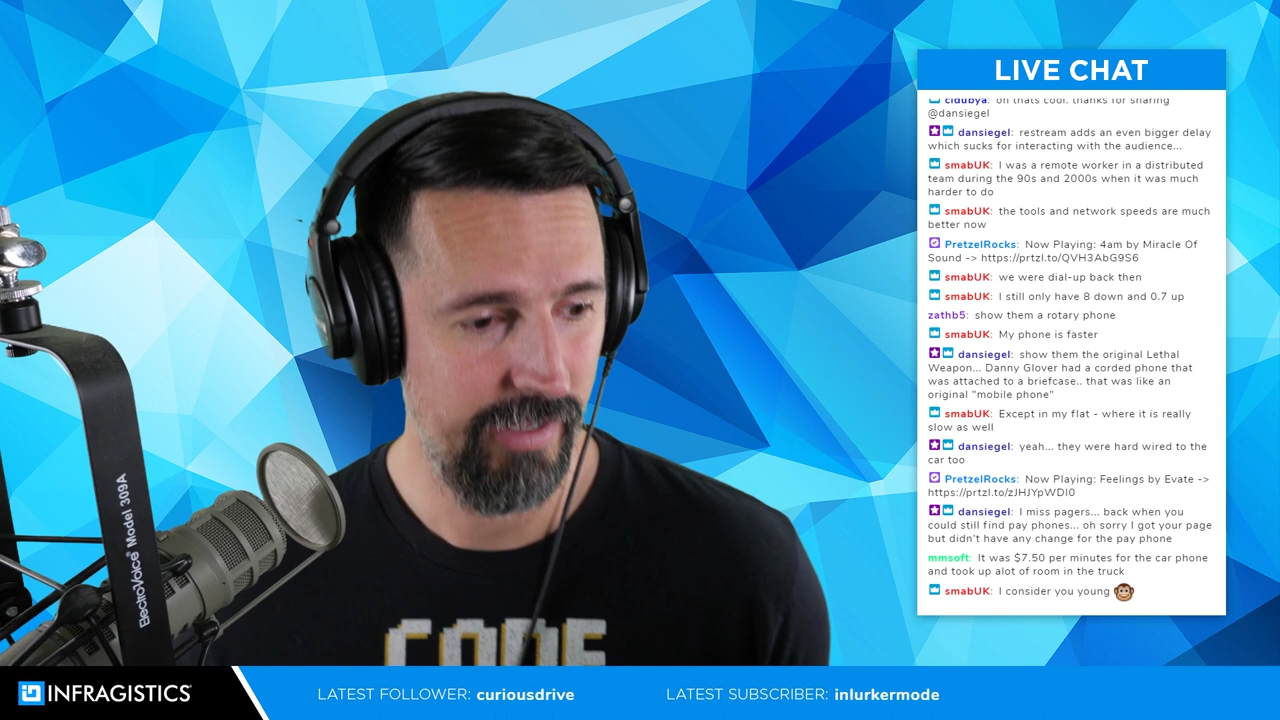 LIVE CHAT
cldubya: oh thats cool. thanks for sharing
@dansiegel
dansiegel: restream adds an even bigger delay
which sucks for interacting with the audience...
smabUK: I was a remote worker in a distributed
team during the 90s and 2000s when it was much
harder to do
smabUK: the tools and network speeds are much
better now
PretzelRocks: Now Playing: 4am by Miracle Of
Sound -> https://prtzl.to/QVH3AbG9S6
smabUK: we were dial-up back then
smabUK: I still only have 8 down and 0.7 up
zathb5: show them a rotary phone
smabUK: My phone is faster
dansiegel: show them the original Lethal
Weapon... Danny Glover had a corded phone that
was attached to a briefcase.. that was like an
original "mobile phone"
smabUK: Except in my flat - where it is really
slow as well
dansiegel: yeah... they were hard wired to the
car too
PretzelRocks: Now Playing: Feelings by Evate ->
https://prtzl.to/zJHJYpWDI0
dansiegel: I miss pagers... back when you
could still find pay phones... oh sorry I got your page
but didn't have any change for the pay phone
mmsoft: It was $7.50 per minutes for the car phone
and took up alot of room in the truck
smabUK: I consider you young
ElectroVoice® Model 309A
CODE
INFRAGISTICS
LATEST FOLLOWER: curiousdrive
LATEST SUBSCRIBER: inlurkermode